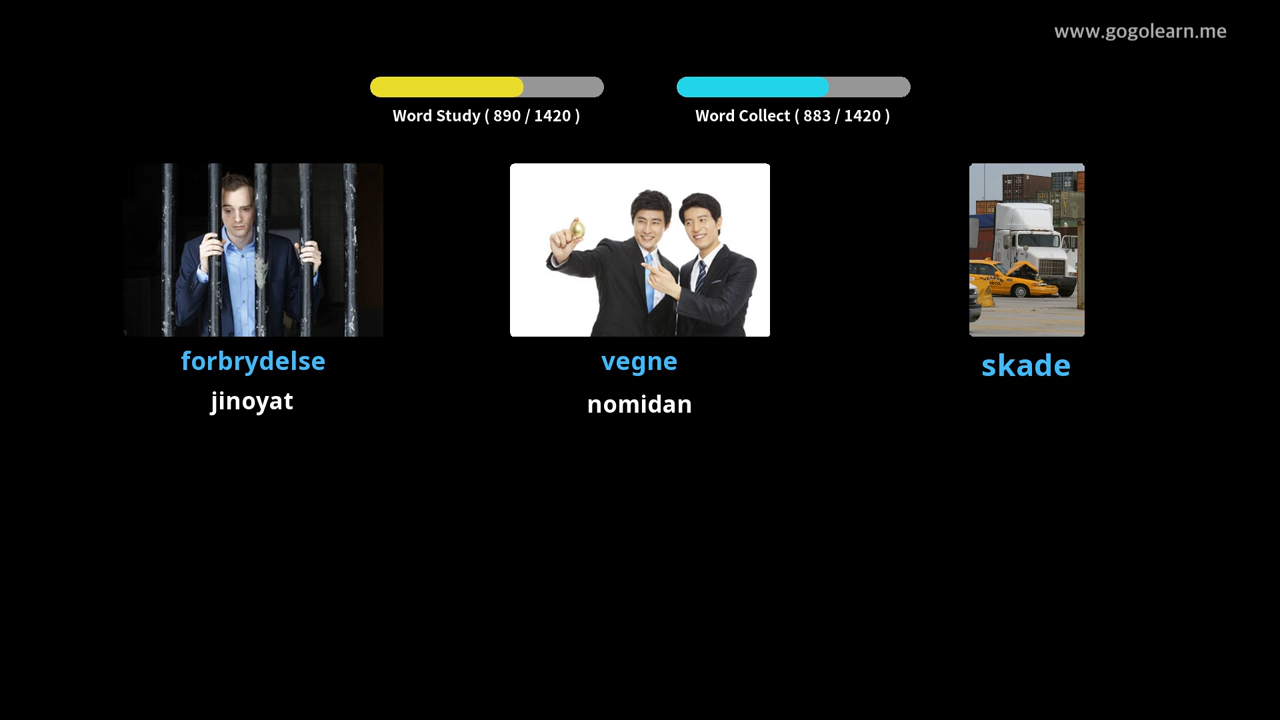 www.gogolearn.me
Word Study ( 890 / 1420 )
Word Collect ( 883 / 1420 )
forbrydelse
jinoyat
vegne
nomidan
skade